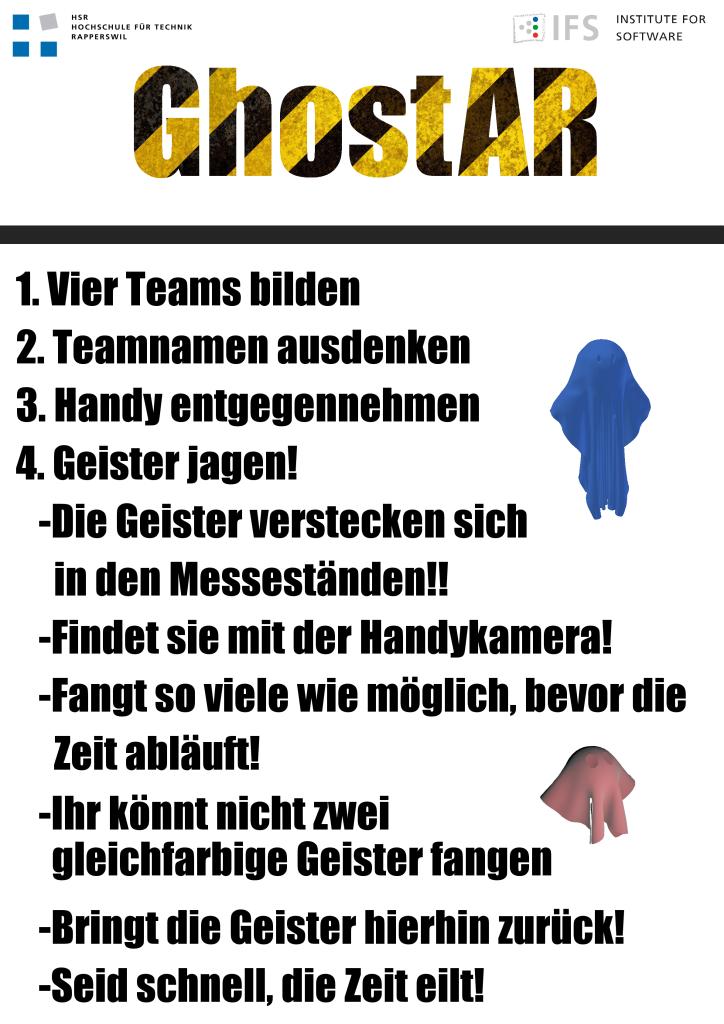 HSR
HOCHSCHULE FÜR TECHNIK
RAPPERSWIL
IFS
INSTITUTE FOR
SOFTWARE
GhostAR
1. Vier Teams bilden
2. Teamnamen ausdenken
3. Handy entgegennehmen
4. Geister jagen!
-Die Geister verstecken sich
in den Messeständen!!
-Findet sie mit der Handykamera!
-Fangt so viele wie möglich, bevor die
Zeit abläuft!
-Ihr könnt nicht zwei
gleichfarbige Geister fangen
-Bringt die Geister hierhin zurück!
-Seid schnell, die Zeit eilt!